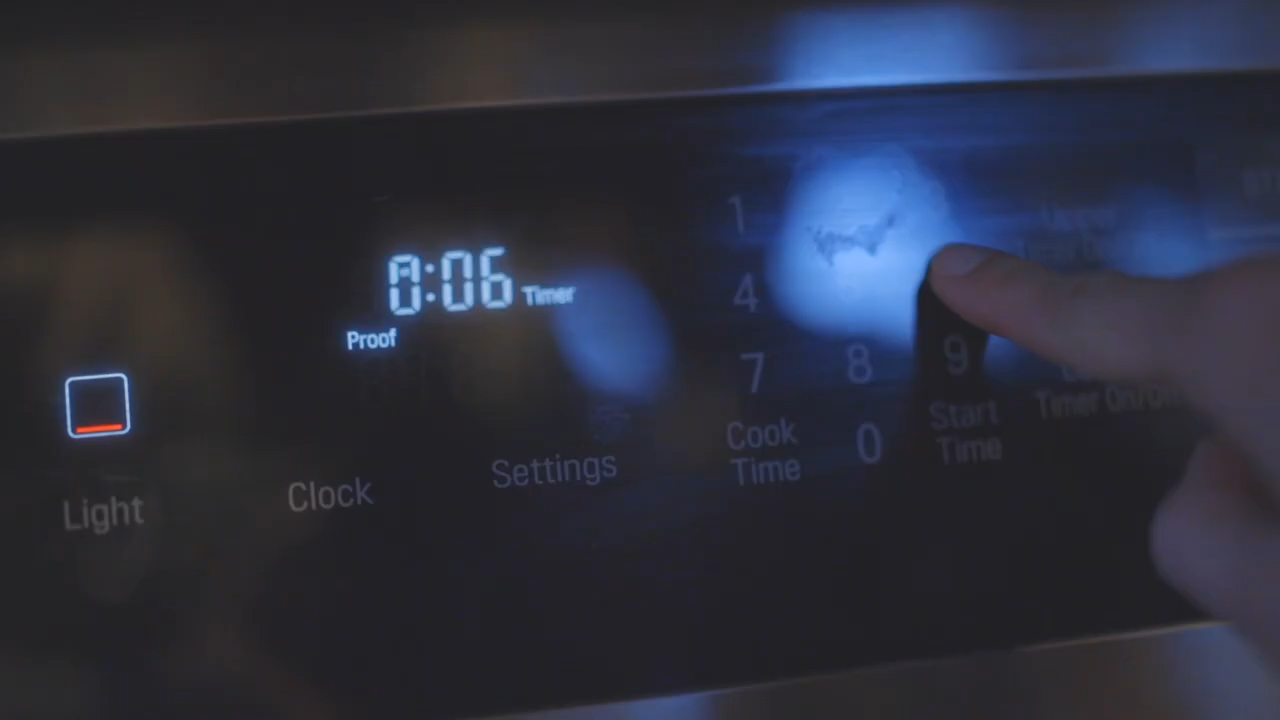 1
0:06 Timer
4
Proof
7 8 9
Cook
Time
0
Start
Time
Timer On/Off
Settings
Clock
Light